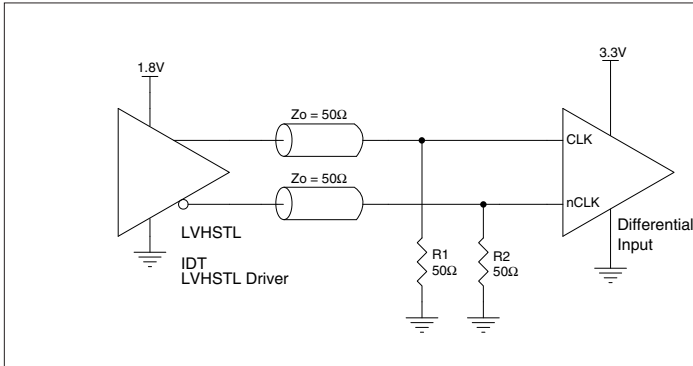 1.8V
3.3V
Zo = 50Ω
CLK
Zo = 50Ω
nCLK
LVHSTL
IDT
LVHSTL Driver
R1
50Ω
R2
50Ω
Differential
Input